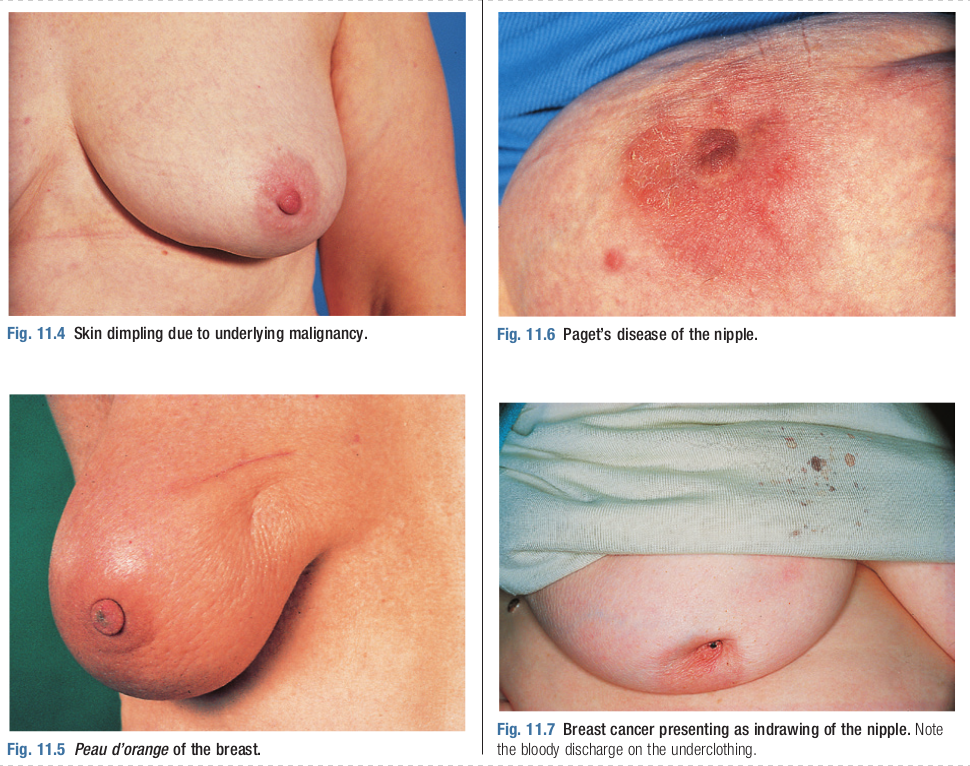 Fig. 11.4 Skin dimpling due to underlying malignancy.
Fig. 11.5 Peau d'orange of the breast.
Fig. 11.6 Paget's disease of the nipple.
Fig. 11.7 Breast cancer presenting as indrawing of the nipple. Note
the bloody discharge on the underclothing.